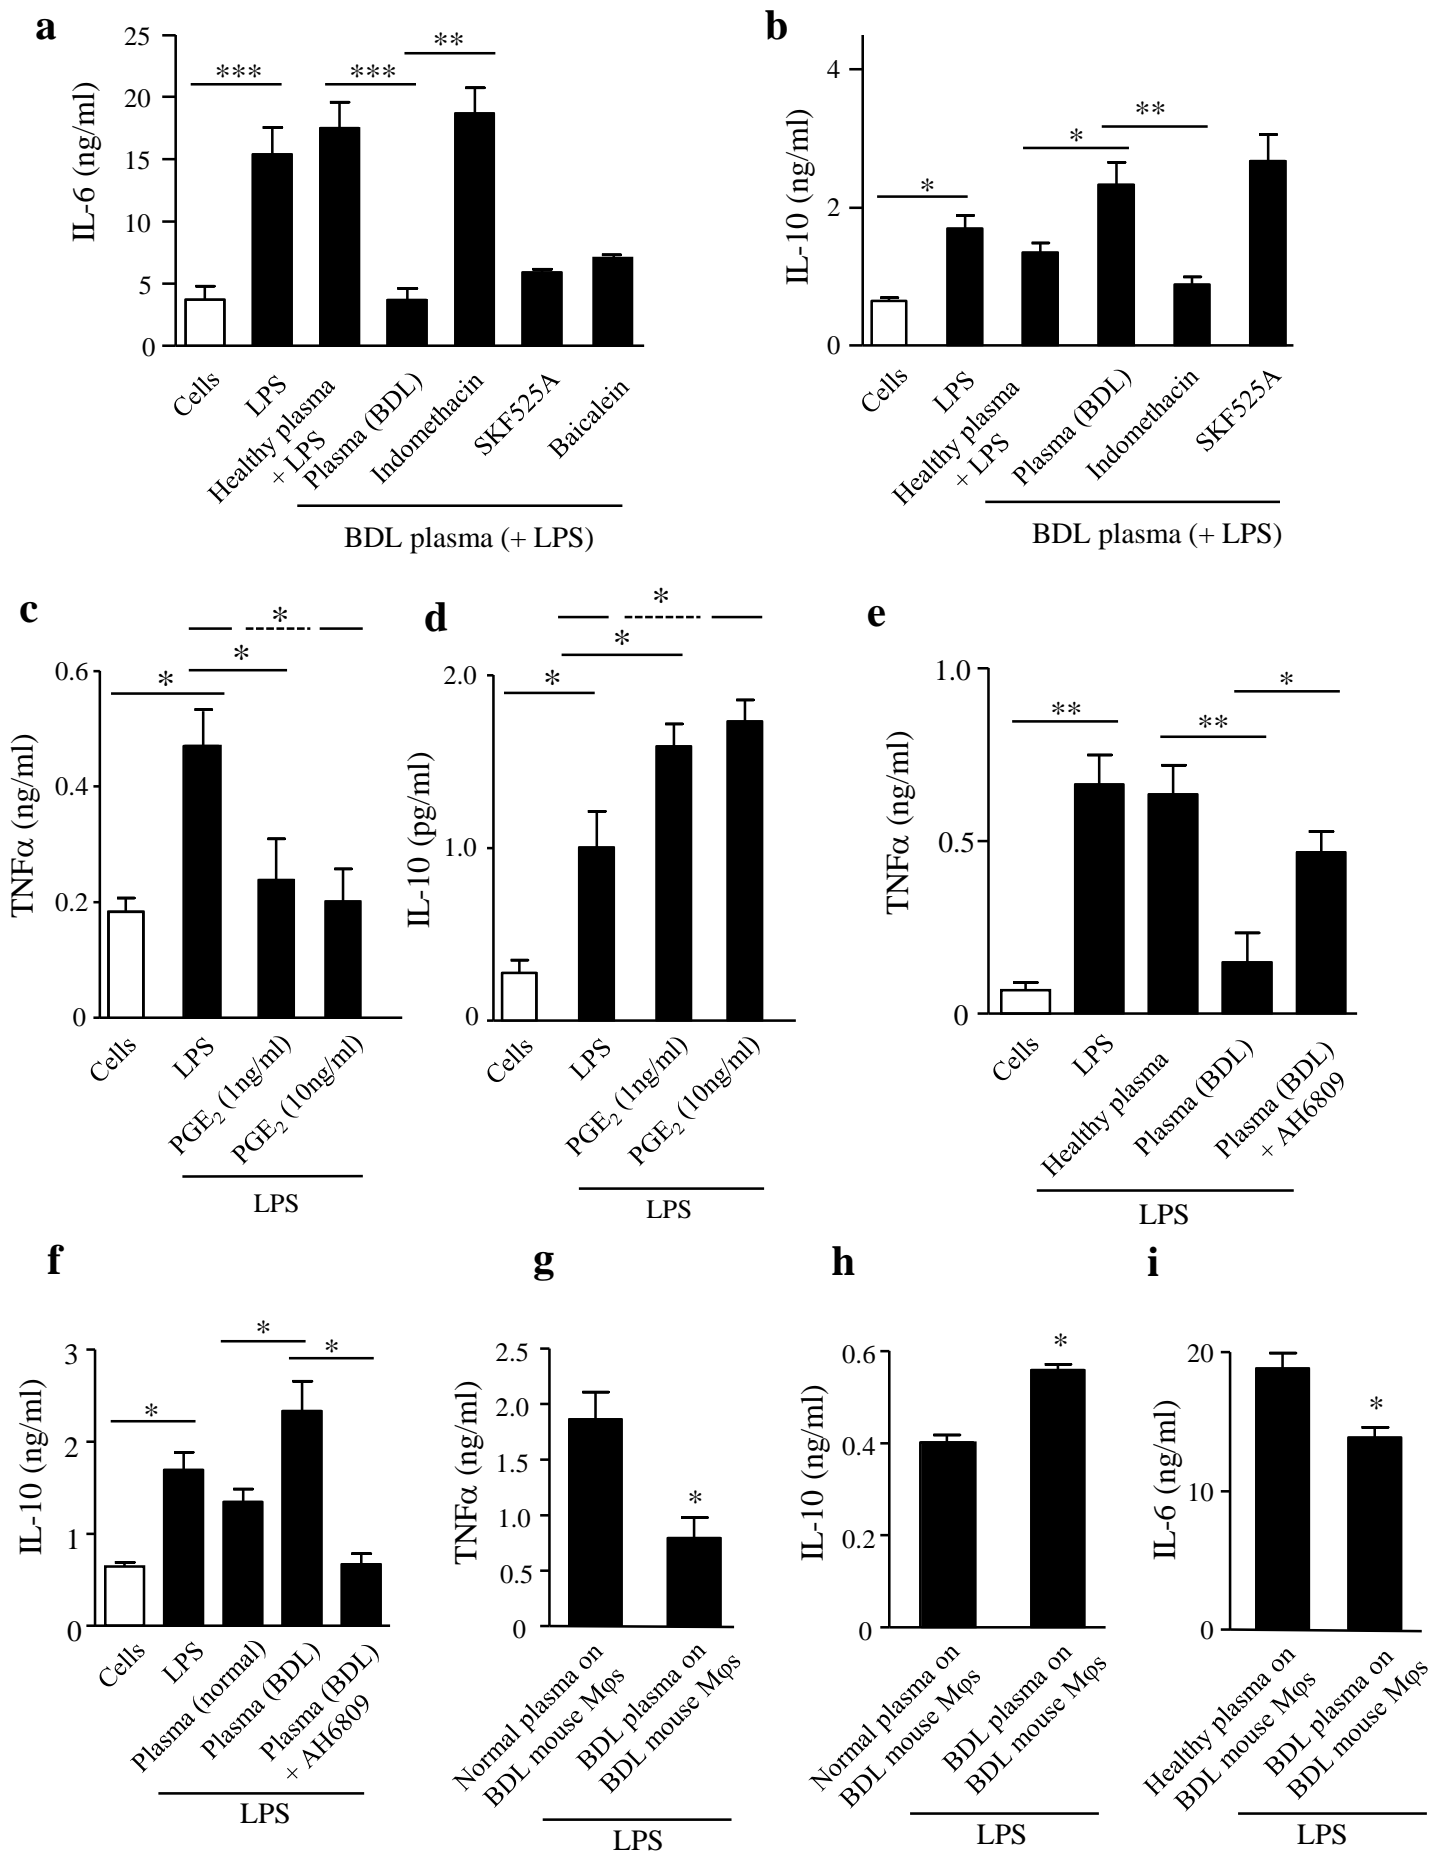 a
IL-6 (ng/ml)
25
20
15
10
5
0
***
***
**
Cells
LPS
Healthy plasma
+ LPS
Plasma (BDL)
Indomethacin
SKF525A
Baicalein
BDL plasma (+ LPS)
b
IL-10 (ng/ml)
4
2
0
*
*
**
Cells
LPS
Healthy plasma
+ LPS
Plasma (BDL)
Indomethacin
SKF525A
BDL plasma (+ LPS)
c
TNFα (ng/ml)
0.6
0.4
0.2
0
*
*
*
Cells
LPS
PGE₂ (1ng/ml)
PGE₂ (10ng/ml)
LPS
d
IL-10 (pg/ml)
2.0
1.0
0
*
*
*
Cells
LPS
PGE₂ (1ng/ml)
PGE₂ (10ng/ml)
LPS
e
TNFα (ng/ml)
1.0
0.5
0
**
**
*
Cells
LPS
Healthy plasma
Plasma (BDL)
Plasma (BDL)
+ AH6809
LPS
f
IL-10 (ng/ml)
3
2
1
0
*
*
*
Cells
LPS
Plasma (normal)
Plasma (BDL)
Plasma (BDL)
+ AH6809
LPS
g
TNFα (ng/ml)
2.5
2.0
1.5
1.0
0.5
0
*
Normal plasma on
BDL mouse Mφs
BDL plasma on
BDL mouse Mφs
LPS
h
IL-10 (ng/ml)
0.6
0.4
0.2
0
*
Normal plasma on
BDL mouse Mφs
BDL plasma on
BDL mouse Mφs
LPS
i
IL-6 (ng/ml)
20
10
0
*
Healthy plasma on
BDL mouse Mφs
BDL plasma on
BDL mouse Mφs
LPS